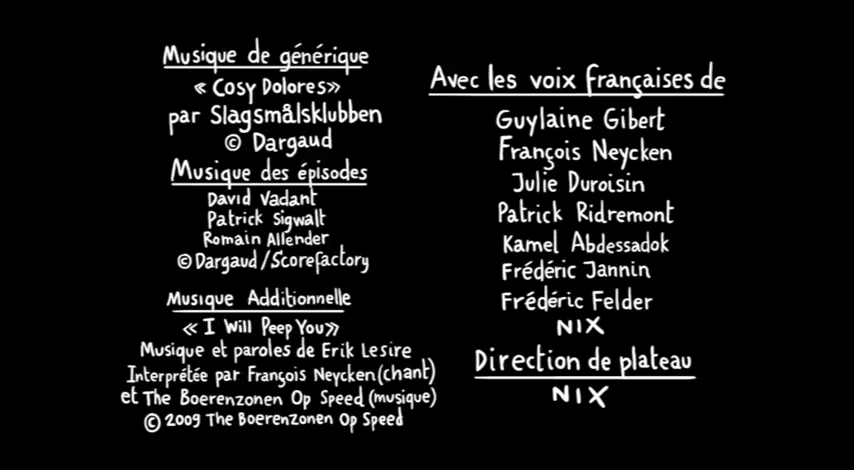 Musique de générique
« Cosy Dolores»
par Slagsmålsklubben
© Dargaud
Musique des épisodes
David Vadant
Patrick Sigwalt
Romain Allender
© Dargaud/Scorefactory
Musique Additionnelle
« I Will Peep You»
Musique et paroles de Erik Lesire
Interprétée par François Neycken (chant)
et The Boerenzonen Op Speed (musique)
© 2009 The Boerenzonen Op Speed
Avec les voix françaises de
Guylaine Gibert
François Neycken
Julie Duroisin
Patrick Ridremont
Kamel Abdessadok
Frédéric Jannin
Frédéric Felder
NIX
Direction de plateau
NIX